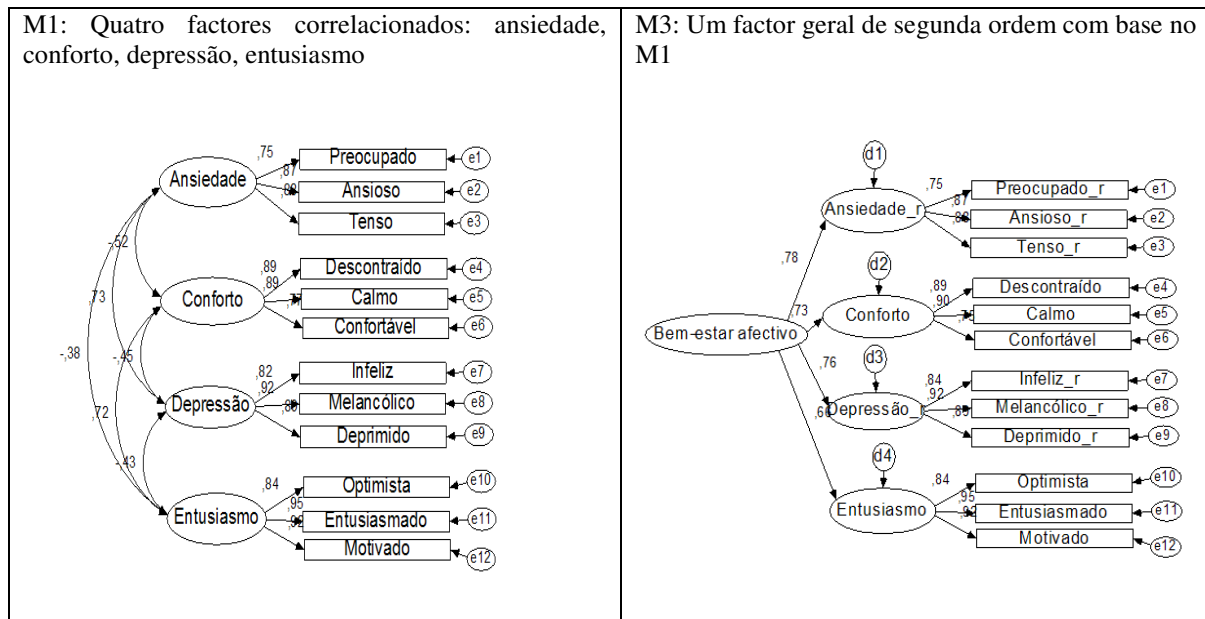 M1: Quatro factores correlacionados: ansiedade,
conforto, depressão, entusiasmo
Ansiedade
,75
Preocupado
e1
,87
Ansioso
e2
Tenso
e3
-,52
Conforto
,89
Descontraído
e4
,89
Calmo
e5
,77
Confortável
e6
,73
-,38
-,45
Depressão
,82
Infeliz
e7
,92
Melancólico
e8
Deprimido
e9
,72
-,43
Entusiasmo
,84
Optimista
e10
,95
Entusiasmado
e11
,92
Motivado
e12
M3: Um factor geral de segunda ordem com base no
M1
d1
Ansiedade_r
,75
Preocupado_r
e1
,87
Ansioso_r
e2
,88
Tenso_r
e3
,78
d2
Conforto
,89
Descontraído
e4
,90
Calmo
e5
Confortável
e6
,73
Bem-estar afectivo
,76
d3
Depressão_r
,84
Infeliz_r
e7
,92
Melancólico_r
e8
Deprimido_r
e9
,66
d4
Entusiasmo
,84
Optimista
e10
,95
Entusiasmado
e11
,92
Motivado
e12